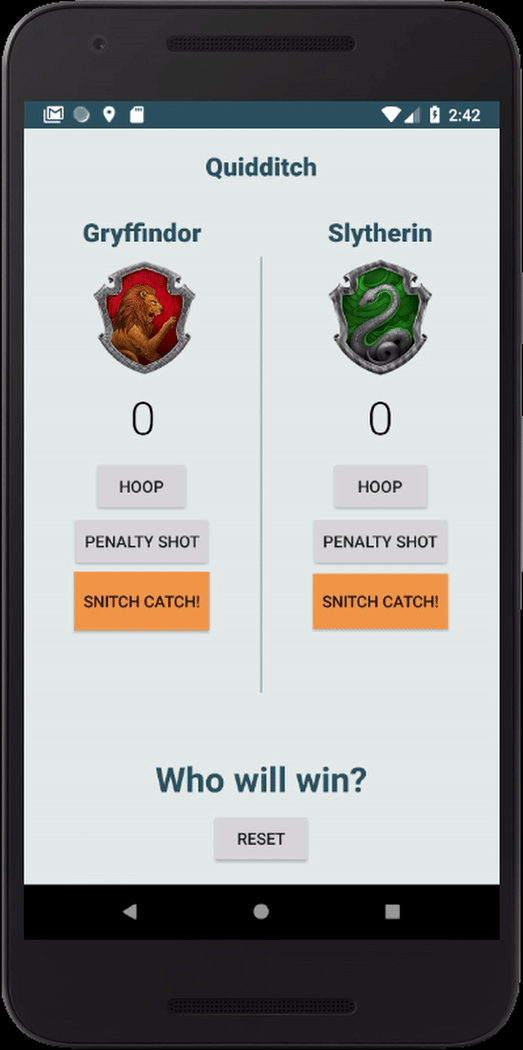 2:42
Quidditch
Gryffindor
Slytherin
0
0
HOOP
HOOP
PENALTY SHOT
PENALTY SHOT
SNITCH CATCH!
SNITCH CATCH!
Who will win?
RESET